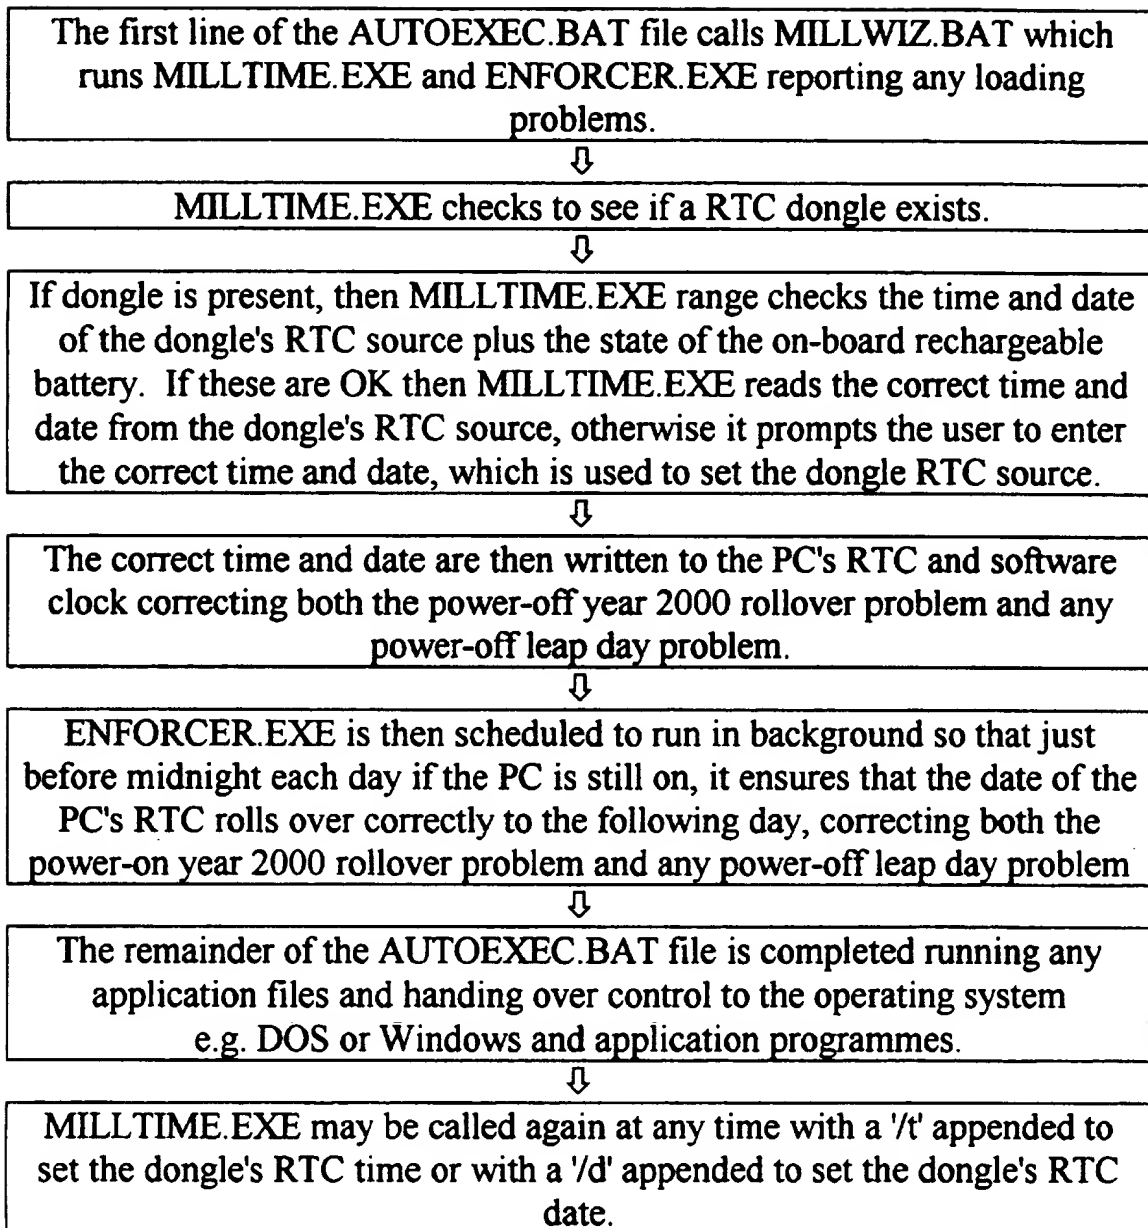 The first line of the AUTOEXEC.BAT file calls MILLWIZ.BAT which
runs MILLTIME.EXE and ENFORCER.EXE reporting any loading
problems.
MILLTIME.EXE checks to see if a RTC dongle exists.
If dongle is present, then MILLTIME.EXE range checks the time and date
of the dongle's RTC source plus the state of the on-board rechargeable
battery. If these are OK then MILLTIME.EXE reads the correct time and
date from the dongle's RTC source, otherwise it prompts the user to enter
the correct time and date, which is used to set the dongle RTC source.
The correct time and date are then written to the PC's RTC and software
clock correcting both the power-off year 2000 rollover problem and any
power-off leap day problem.
ENFORCER.EXE is then scheduled to run in background so that just
before midnight each day if the PC is still on, it ensures that the date of the
PC's RTC rolls over correctly to the following day, correcting both the
power-on year 2000 rollover problem and any power-off leap day problem
The remainder of the AUTOEXEC.BAT file is completed running any
application files and handing over control to the operating system
e.g. DOS or Windows and application programmes.
MILLTIME.EXE may be called again at any time with a '/t' appended to
set the dongle's RTC time or with a '/d' appended to set the dongle's RTC
date.